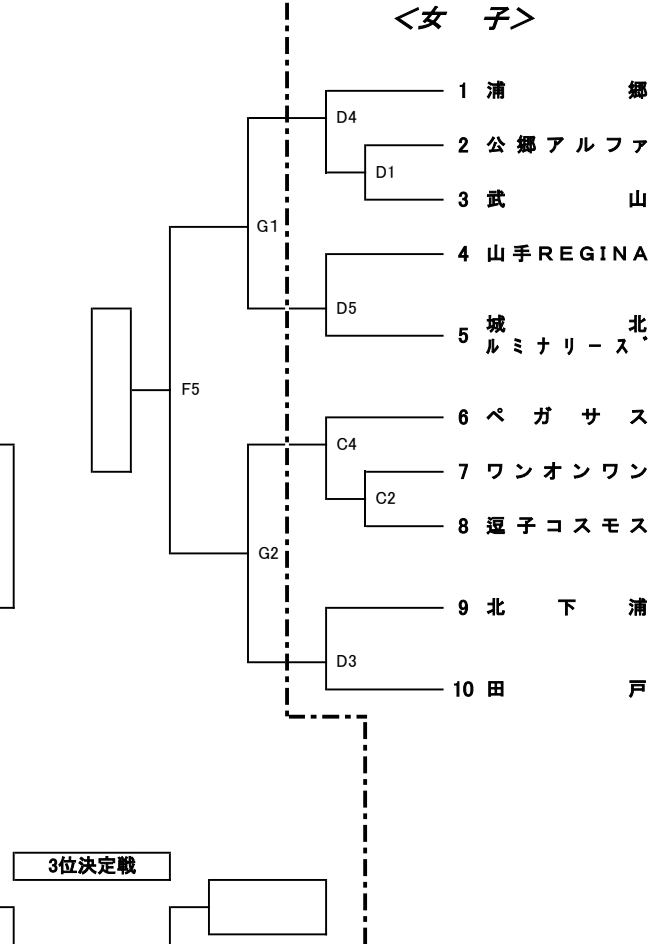 ＜女　子＞
1 浦郷
D4
2 公郷アルファ
D1
3 武山
G1
4 山手REGINA
D5
5 城北
ルミナリース
F5
6 ペガサス
C4
7 ワンオンワン
C2
8 逗子コスモス
G2
9 北下浦
D3
10 田戸
3位決定戦